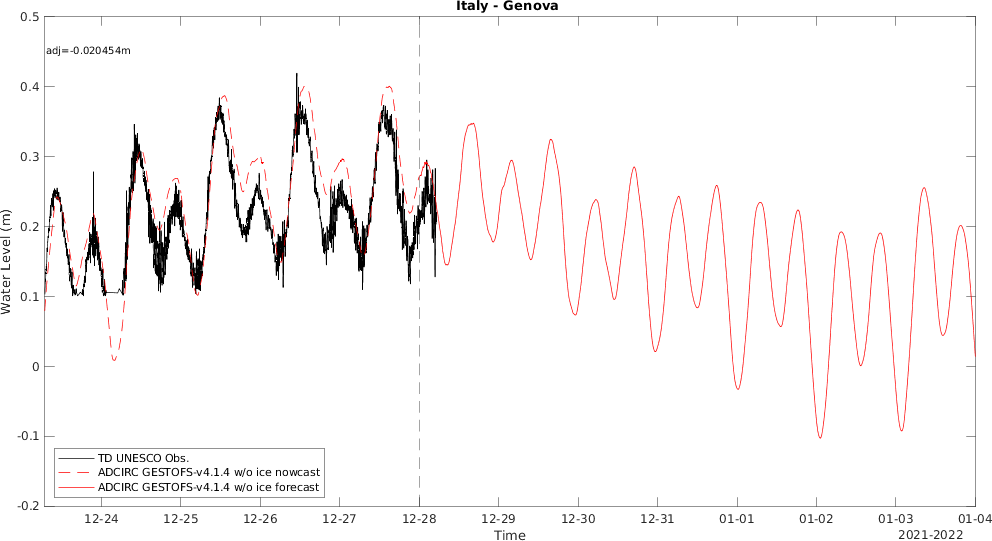 Italy - Genova
0.5
adj=-0.020454m
0.4
0.3
0.2
0.1
0
-0.1
-0.2
Water Level (m)
TD UNESCO Obs.
ADCIRC GESTOFS-v4.1.4 w/o ice nowcast
ADCIRC GESTOFS-v4.1.4 w/o ice forecast
12-24 12-25 12-26 12-27 12-28 12-29 12-30 12-31 01-01 01-02 01-03 01-04
Time
2021-2022